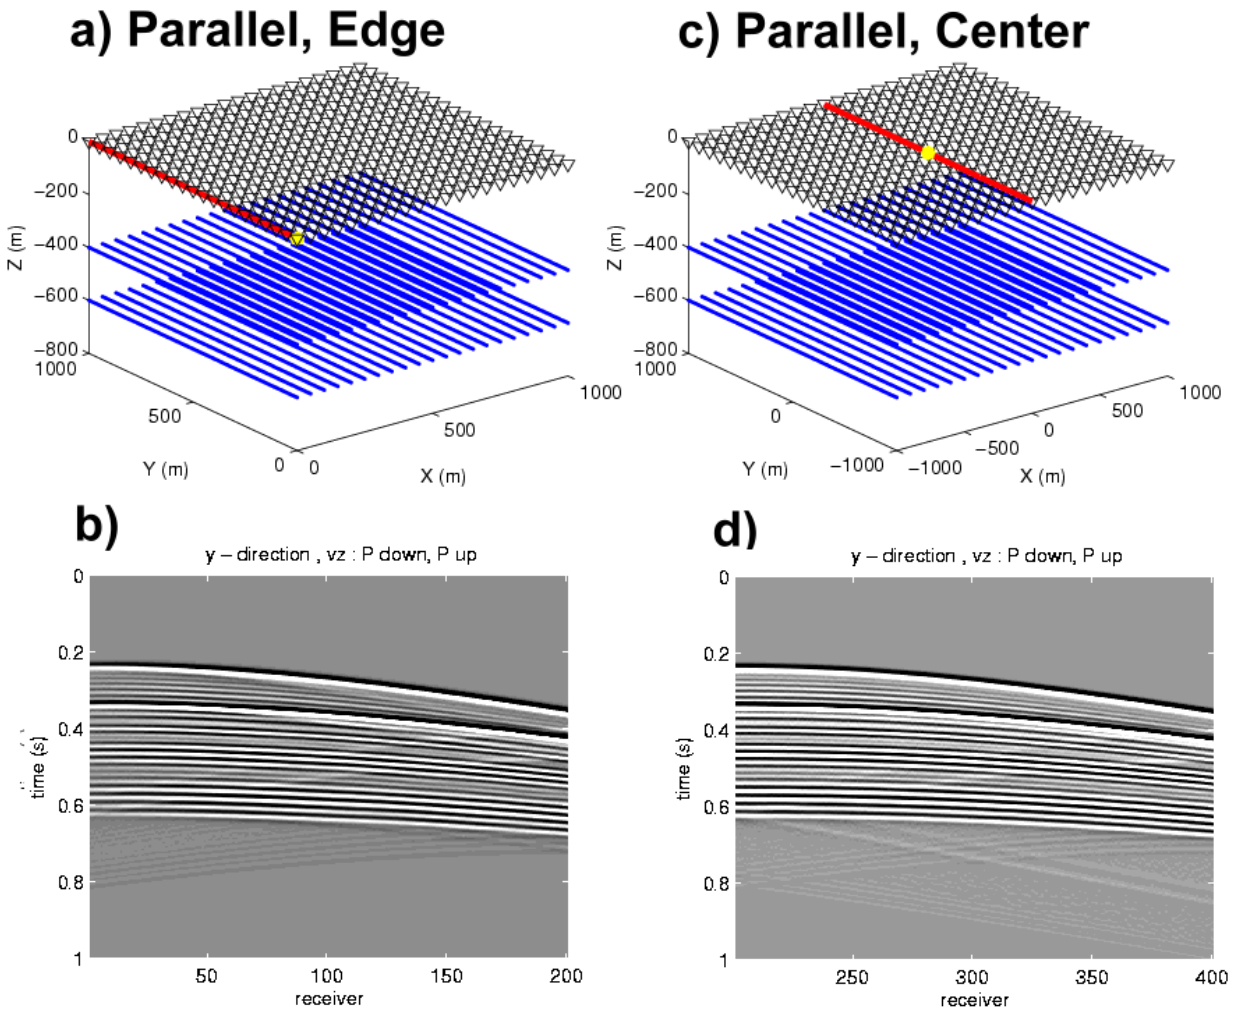 a) Parallel, Edge
0
−200
−400
−600
−800
Z (m)
1000
500
0
Y (m)
0
500
1000
X (m)
c) Parallel, Center
0
−200
−400
−600
−800
Z (m)
1000
0
−1000
Y (m)
−1000
−500
0
500
1000
X (m)
b)
y − direction , vz : P down, P up
0
0.2
0.4
0.6
0.8
1
time (s)
50
100
150
200
receiver
d)
y − direction , vz : P down, P up
0
0.2
0.4
0.6
0.8
1
time (s)
250
300
350
400
receiver